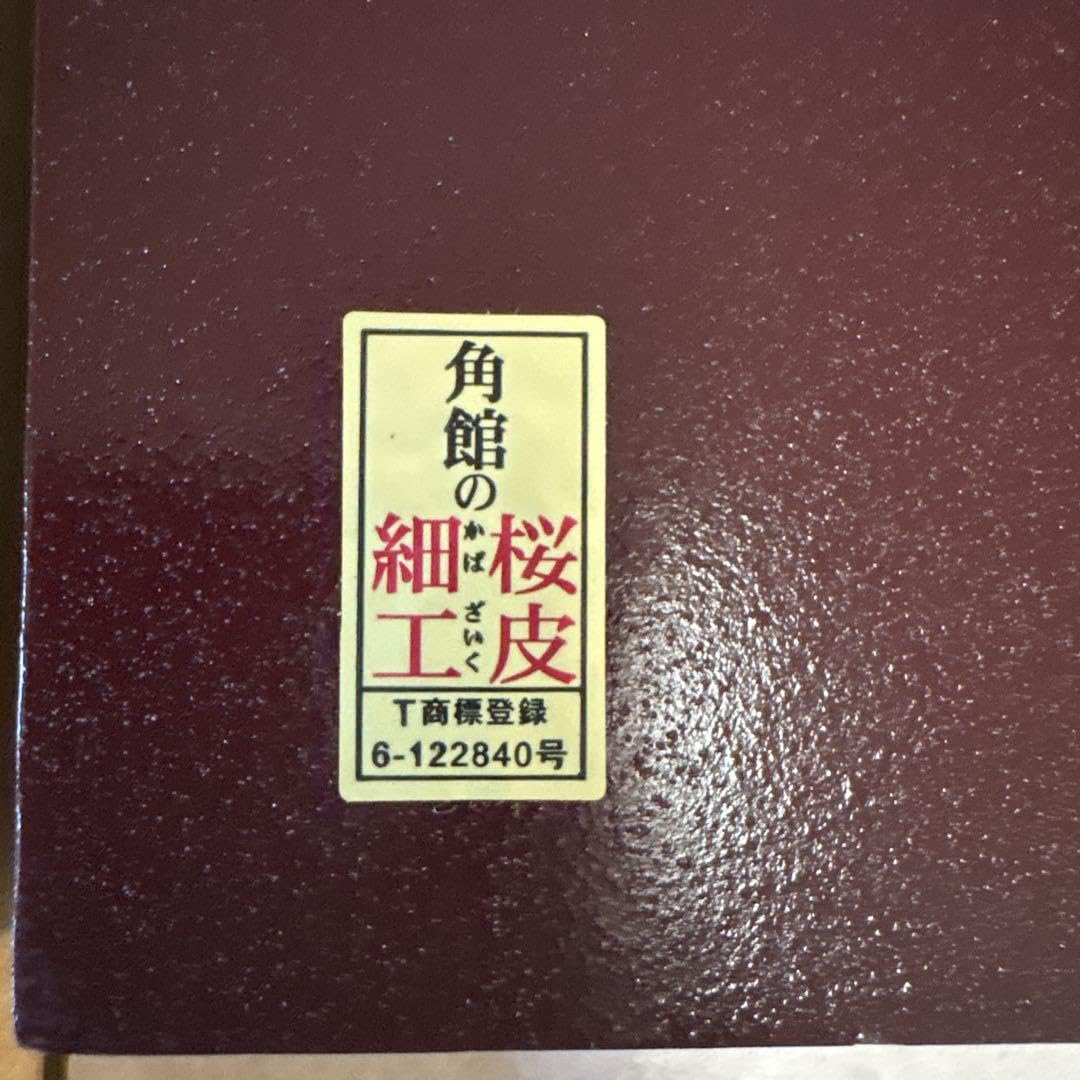 角館の
桜皮
細工
かば
ざいく
T商標登録
6-122840号